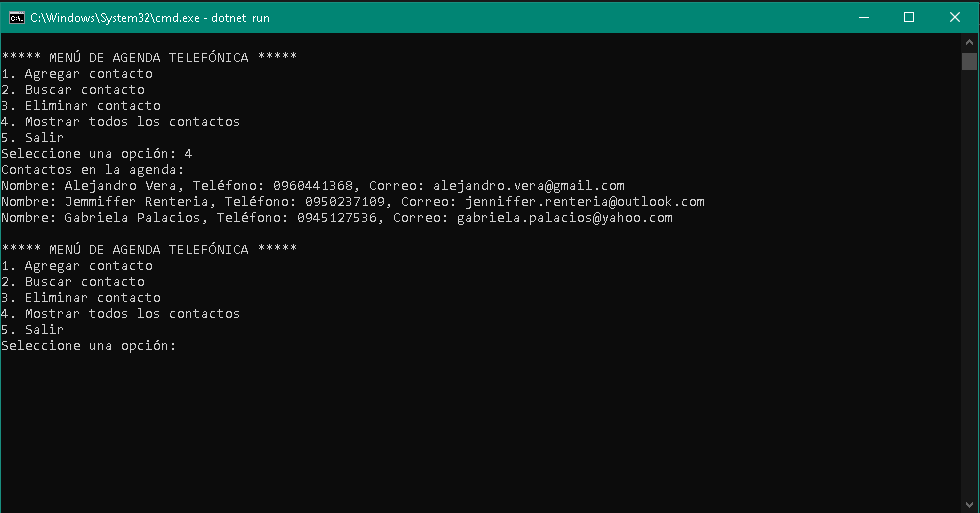 C:\Windows\System32\cmd.exe - dotnet run
***** MENÚ DE AGENDA TELEFÓNICA *****
1. Agregar contacto
2. Buscar contacto
3. Eliminar contacto
4. Mostrar todos los contactos
5. Salir
Seleccione una opción: 4
Contactos en la agenda:
Nombre: Alejandro Vera, Teléfono: 0960441368, Correo: alejandro.vera@gmail.com
Nombre: Jemmiffer Renteria, Teléfono: 0950237109, Correo: jenniffer.renteria@outlook.com
Nombre: Gabriela Palacios, Teléfono: 0945127536, Correo: gabriela.palacios@yahoo.com
***** MENÚ DE AGENDA TELEFÓNICA *****
1. Agregar contacto
2. Buscar contacto
3. Eliminar contacto
4. Mostrar todos los contactos
5. Salir
Seleccione una opción: